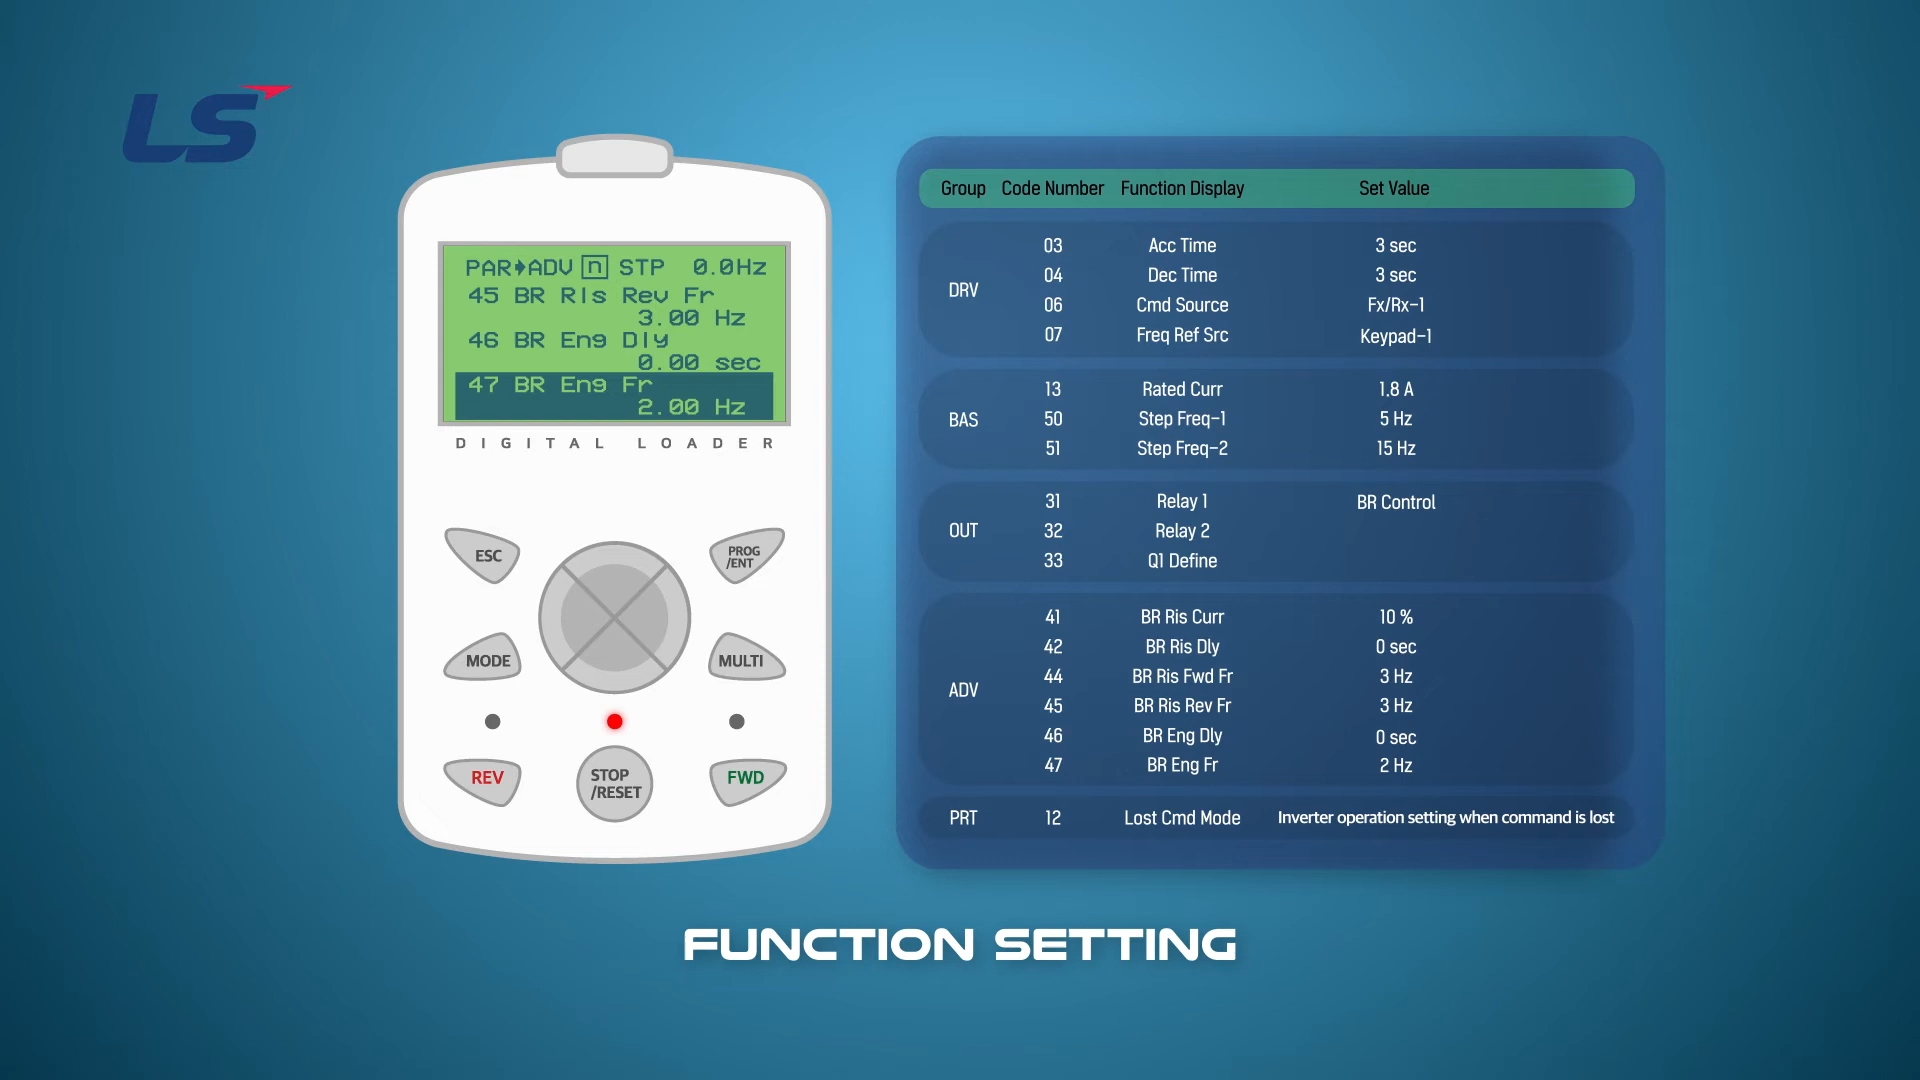 LS
PAR➧ADV n STP 0.0Hz
45 BR Rls Rev Fr
3.00 Hz
46 BR Eng Dly
0.00 sec
47 BR Eng Fr
2.00 Hz
DIGITAL LOADER
ESC
PROG
/ENT
MODE
MULTI
REV
STOP
/RESET
FWD
Group Code Number Function Display Set Value
DRV
03 Acc Time 3 sec
04 Dec Time 3 sec
06 Cmd Source Fx/Rx-1
07 Freq Ref Src Keypad-1
BAS
13 Rated Curr 1.8 A
50 Step Freq-1 5 Hz
51 Step Freq-2 15 Hz
OUT
31 Relay 1 BR Control
32 Relay 2
33 Q1 Define
ADV
41 BR Ris Curr 10 %
42 BR Ris Dly 0 sec
44 BR Ris Fwd Fr 3 Hz
45 BR Ris Rev Fr 3 Hz
46 BR Eng Dly 0 sec
47 BR Eng Fr 2 Hz
PRT 12 Lost Cmd Mode Inverter operation setting when command is lost
FUNCTION SETTING